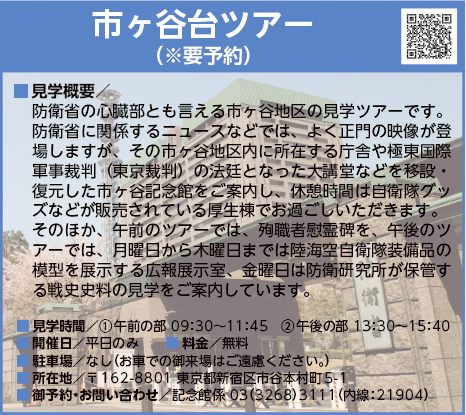 市ヶ谷台ツアー
（※要予約）
■見学概要／
防衛省の心臓部とも言える市ヶ谷地区の見学ツアーです。
防衛省に関係するニュースなどでは、よく正門の映像が登
場しますが、その市ヶ谷地区内に所在する庁舎や極東国際
軍事裁判（東京裁判）の法廷となった大講堂などを移設・
復元した市ヶ谷記念館をご案内し、休憩時間は自衛隊グッ
ズなどが販売されている厚生棟でお過ごしいただきます。
そのほか、午前のツアーでは、殉職者慰霊碑を、午後のツ
アーでは、月曜日から木曜日までは陸海空自衛隊装備品の
模型を展示する広報展示室、金曜日は防衛研究所が保管す
る戦史史料の見学をご案内しています。
■見学時間／①午前の部 09:30～11:45　②午後の部 13:30～15:40
■開催日／平日のみ　■料金／無料
■駐車場／なし（お車での御来場はご遠慮ください。）
■所在地／〒162-8801 東京都新宿区市谷本村町5-1
■御予約・お問い合わせ／記念館係 03(3268)3111（内線：21904）